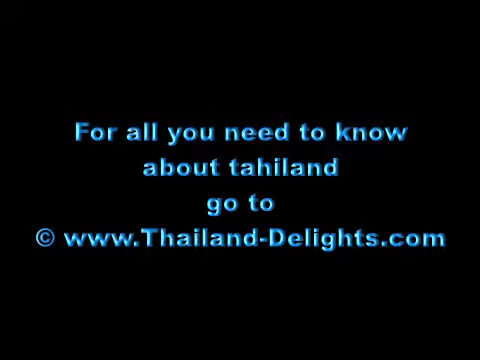 For all you need to know
about tahiland
go to
© www.Thailand-Delights.com